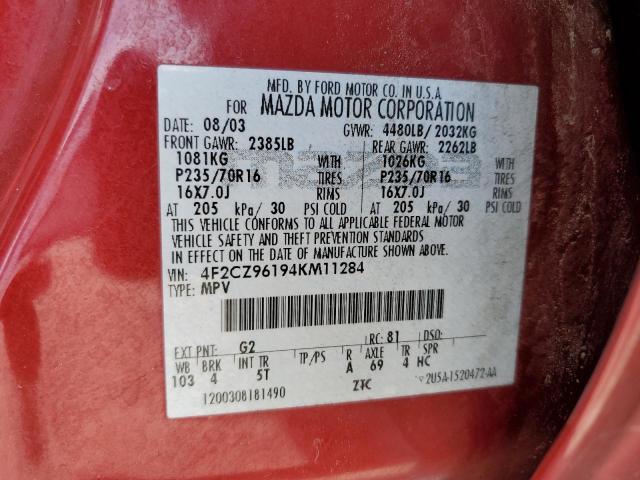 MFD. BY FORD MOTOR CO. IN U.S.A.
FOR MAZDA MOTOR CORPORATION
DATE: 08/03 GVWR: 4480LB/ 2032KG
FRONT GAWR: 2385LB REAR GAWR: 2262LB
1081KG WITH 1026KG WITH
P235/70R16 TIRES P235/70R16 TIRES
16X7.0J RIMS 16X7.0J RIMS
AT 205 kPa/ 30 PSI COLD AT 205 kPa/ 30 PSI COLD
THIS VEHICLE CONFORMS TO ALL APPLICABLE FEDERAL MOTOR
VEHICLE SAFETY AND THEFT PREVENTION STANDARDS
IN EFFECT ON THE DATE OF MANUFACTURE SHOWN ABOVE.
VIN: 4F2CZ96194KM11284
TYPE: MPV
EXT PNT: G2 RC: 81 DSO:
WB BRK INT TR TP/PS R AXLE TR SPR
103 4 5T A 69 4 HC
1200308181490 ZTC 2U5A-1520472-AA